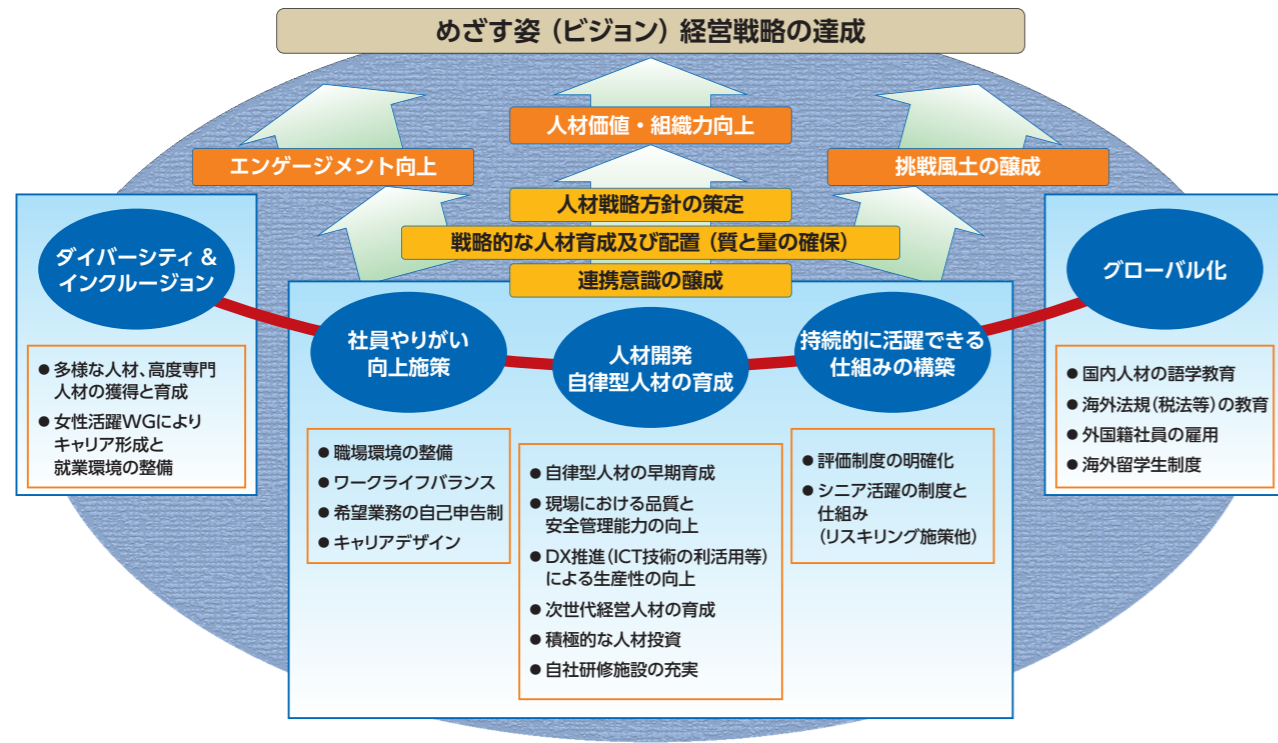 めざす姿（ビジョン）経営戦略の達成
人材価値・組織力向上
エンゲージメント向上
挑戦風土の醸成
人材戦略方針の策定
戦略的な人材育成及び配置（質と量の確保）
連携意識の醸成
ダイバーシティ &
インクルージョン
● 多様な人材、高度専門
人材の獲得と育成
● 女性活躍WGにより
キャリア形成と
就業環境の整備
社員やりがい
向上施策
● 職場環境の整備
● ワークライフバランス
● 希望業務の自己申告制
● キャリアデザイン
人材開発
自律型人材の育成
● 自律型人材の早期育成
● 現場における品質と
安全管理能力の向上
● DX推進（ICT技術の利活用等）
による生産性の向上
● 次世代経営人材の育成
● 積極的な人材投資
● 自社研修施設の充実
持続的に活躍できる
仕組みの構築
● 評価制度の明確化
● シニア活躍の制度と
仕組み
（リスキリング施策他）
グローバル化
● 国内人材の語学教育
● 海外法規（税法等）の教育
● 外国籍社員の雇用
● 海外留学生制度